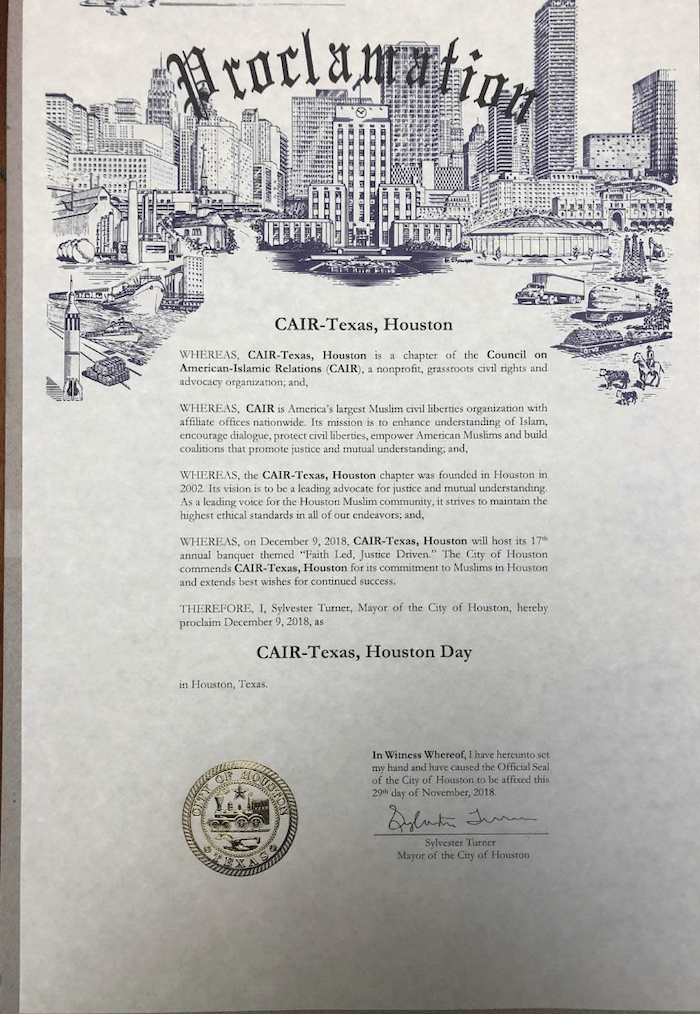 Proclamation
CAIR-Texas, Houston
WHEREAS, CAIR-Texas, Houston is a chapter of the Council on
American-Islamic Relations (CAIR), a nonprofit, grassroots civil rights and
advocacy organization; and,
WHEREAS, CAIR is America's largest Muslim civil liberties organization with
affiliate offices nationwide. Its mission is to enhance understanding of Islam,
encourage dialogue, protect civil liberties, empower American Muslims and build
coalitions that promote justice and mutual understanding; and,
WHEREAS, the CAIR-Texas, Houston chapter was founded in Houston in
2002. Its vision is to be a leading advocate for justice and mutual understanding.
As a leading voice for the Houston Muslim community, it strives to maintain the
highest ethical standards in all of our endeavors; and,
WHEREAS, on December 9, 2018, CAIR-Texas, Houston will host its 17th
annual banquet themed “Faith Led, Justice Driven.” The City of Houston
commends CAIR-Texas, Houston for its commitment to Muslims in Houston
and extends best wishes for continued success.
THEREFORE, I, Sylvester Turner, Mayor of the City of Houston, hereby
proclaim December 9, 2018, as
CAIR-Texas, Houston Day
in Houston, Texas.
In Witness Whereof, I have hereunto set
my hand and have caused the Official Seal
of the City of Houston to be affixed this
29th day of November, 2018.
Sylvester Turner
Sylvester Turner
Mayor of the City of Houston
CITY OF HOUSTON
TEXAS